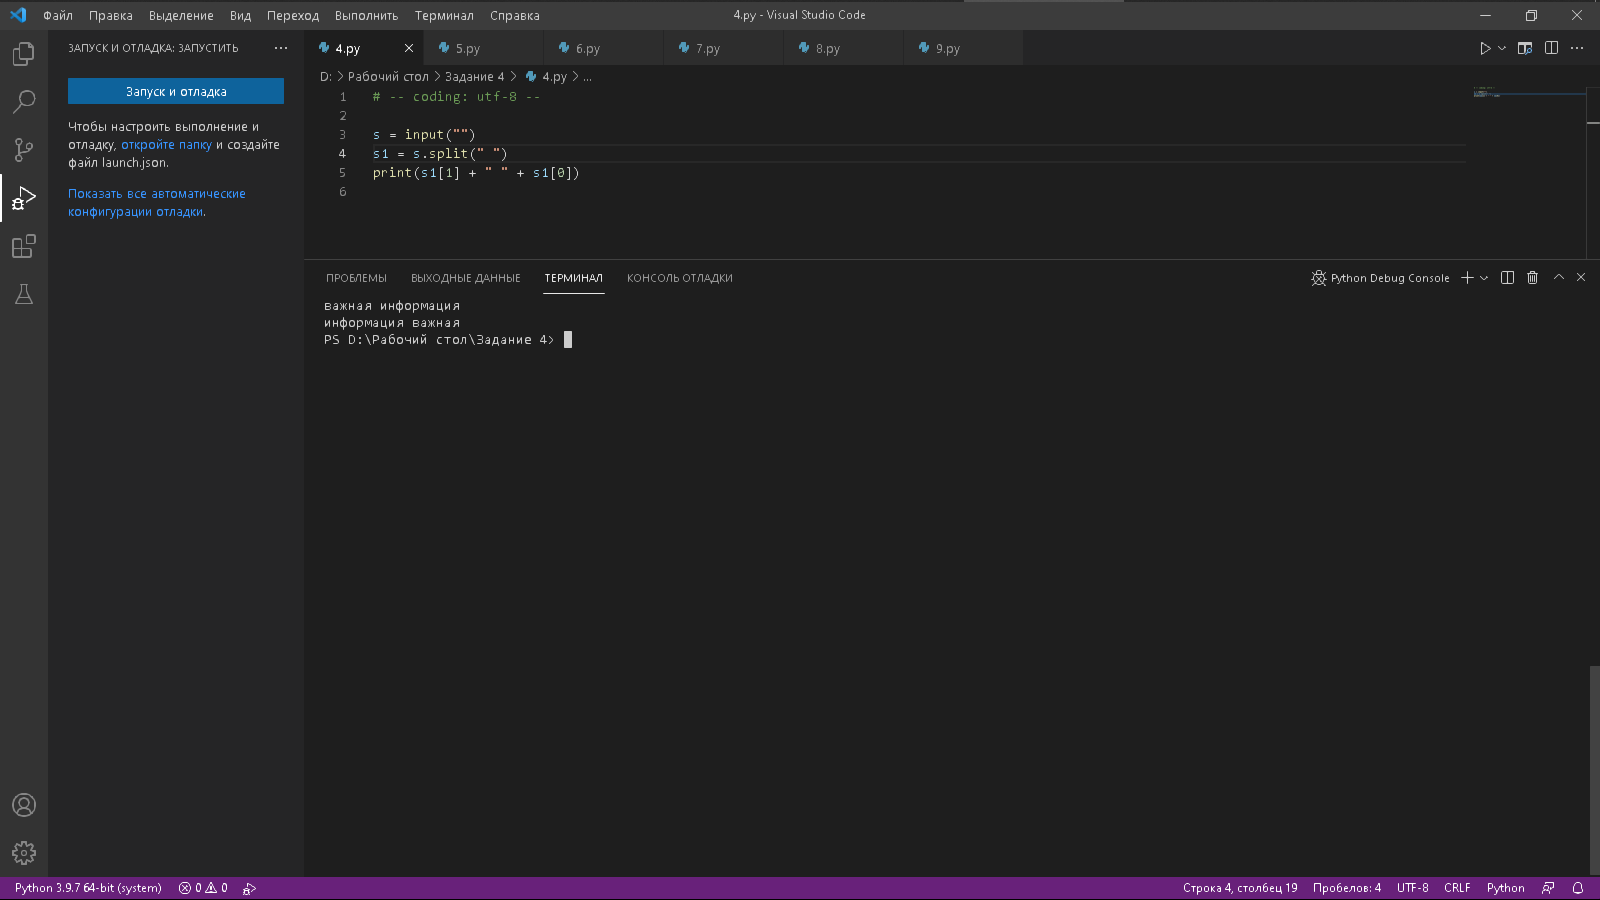 Файл Правка Выделение Вид Переход Выполнить Терминал Справка
4.py - Visual Studio Code
ЗАПУСК И ОТЛАДКА: ЗАПУСТИТЬ
Запуск и отладка
Чтобы настроить выполнение и
отладку, откройте папку и создайте
файл launch.json.
Показать все автоматические
конфигурации отладки.
4.py 5.py 6.py 7.py 8.py 9.py
D: > Рабочий стол > Задание 4 > 4.py > ...
1 # -- coding: utf-8 --
2
3 s = input("")
4 s1 = s.split(" ")
5 print(s1[1] + " " + s1[0])
6
ПРОБЛЕМЫ ВЫХОДНЫЕ ДАННЫЕ ТЕРМИНАЛ КОНСОЛЬ ОТЛАДКИ
Python Debug Console
важная информация
информация важная
PS D:\Рабочий стол\Задание 4>
Python 3.9.7 64-bit (system) 0 0
Строка 4, столбец 19 Пробелов: 4 UTF-8 CRLF Python